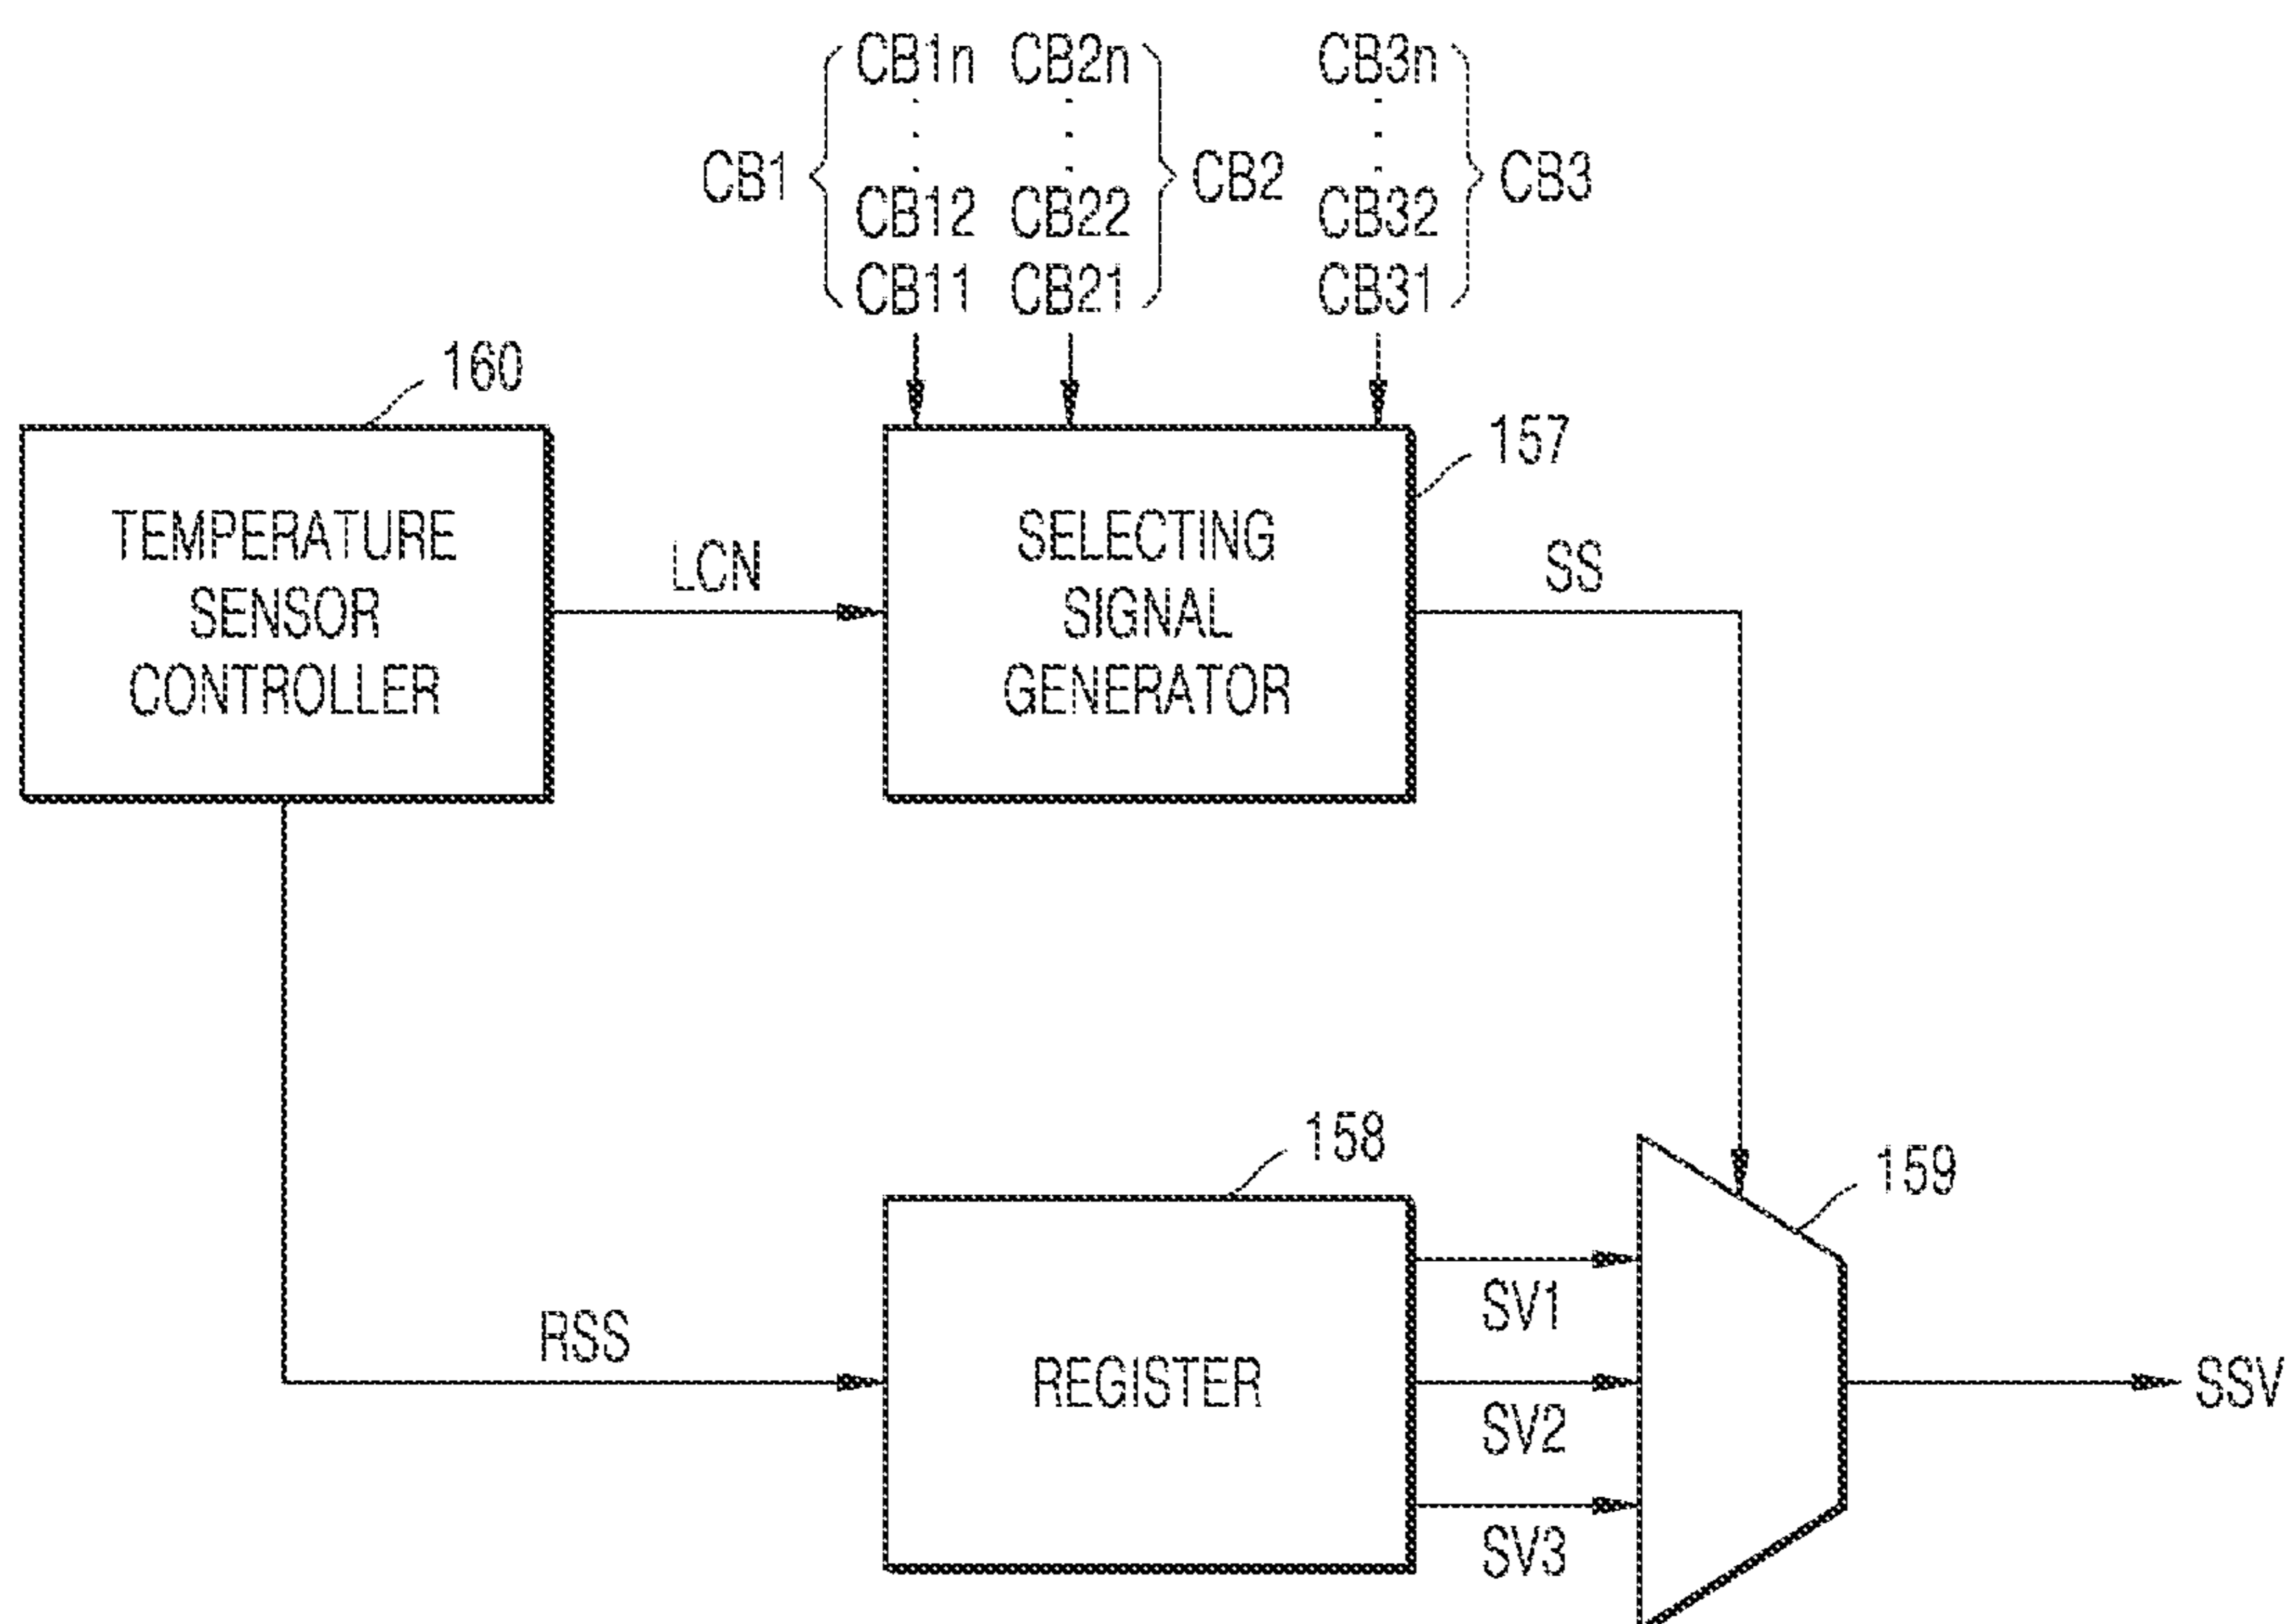 CB1n CB2n CB3n
CB1 CB2 CB3
CB12 CB22 CB32
CB11 CB21 CB31
160
157
TEMPERATURE
SENSOR
CONTROLLER
LCN
SELECTING
SIGNAL
GENERATOR
SS
158
159
RSS
REGISTER
SV1
SV2
SV3
SSV